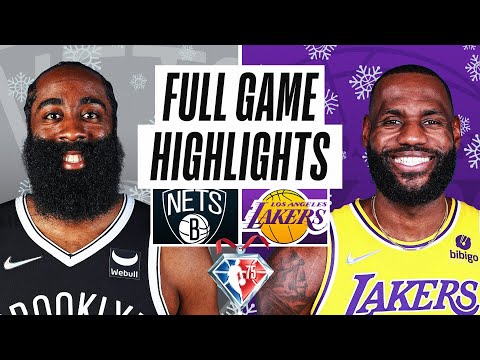 FULL GAME
HIGHLIGHTS
NETS
B
LOS ANGELES
LAKERS
75
Webull
BROOKLYN
bibigo
LAKERS